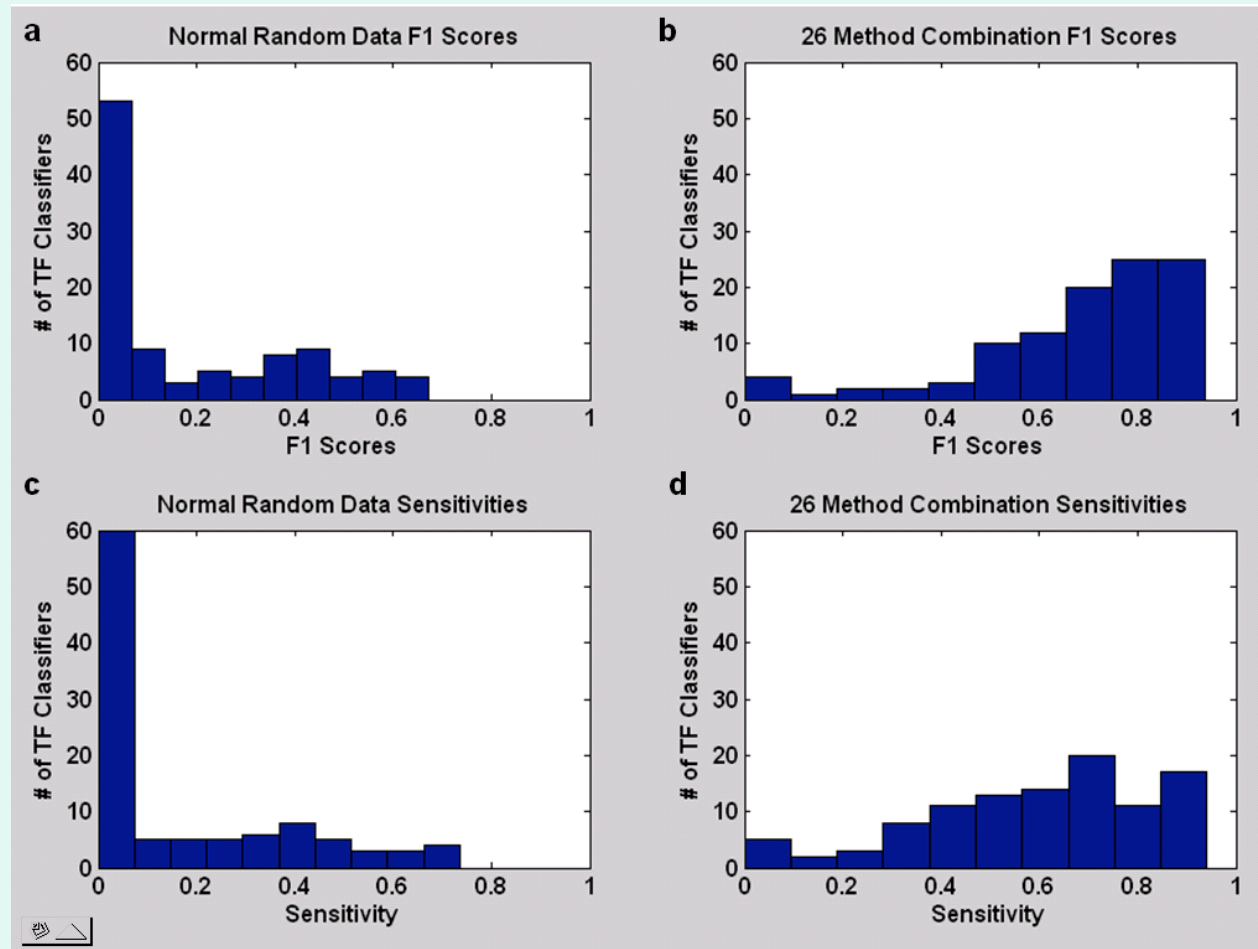 a
Normal Random Data F1 Scores
60
50
40
30
20
10
0
# of TF Classifiers
0 0.2 0.4 0.6 0.8 1
F1 Scores
b
26 Method Combination F1 Scores
60
50
40
30
20
10
0
# of TF Classifiers
0 0.2 0.4 0.6 0.8 1
F1 Scores
c
Normal Random Data Sensitivities
60
50
40
30
20
10
0
# of TF Classifiers
0 0.2 0.4 0.6 0.8 1
Sensitivity
d
26 Method Combination Sensitivities
60
50
40
30
20
10
0
# of TF Classifiers
0 0.2 0.4 0.6 0.8 1
Sensitivity